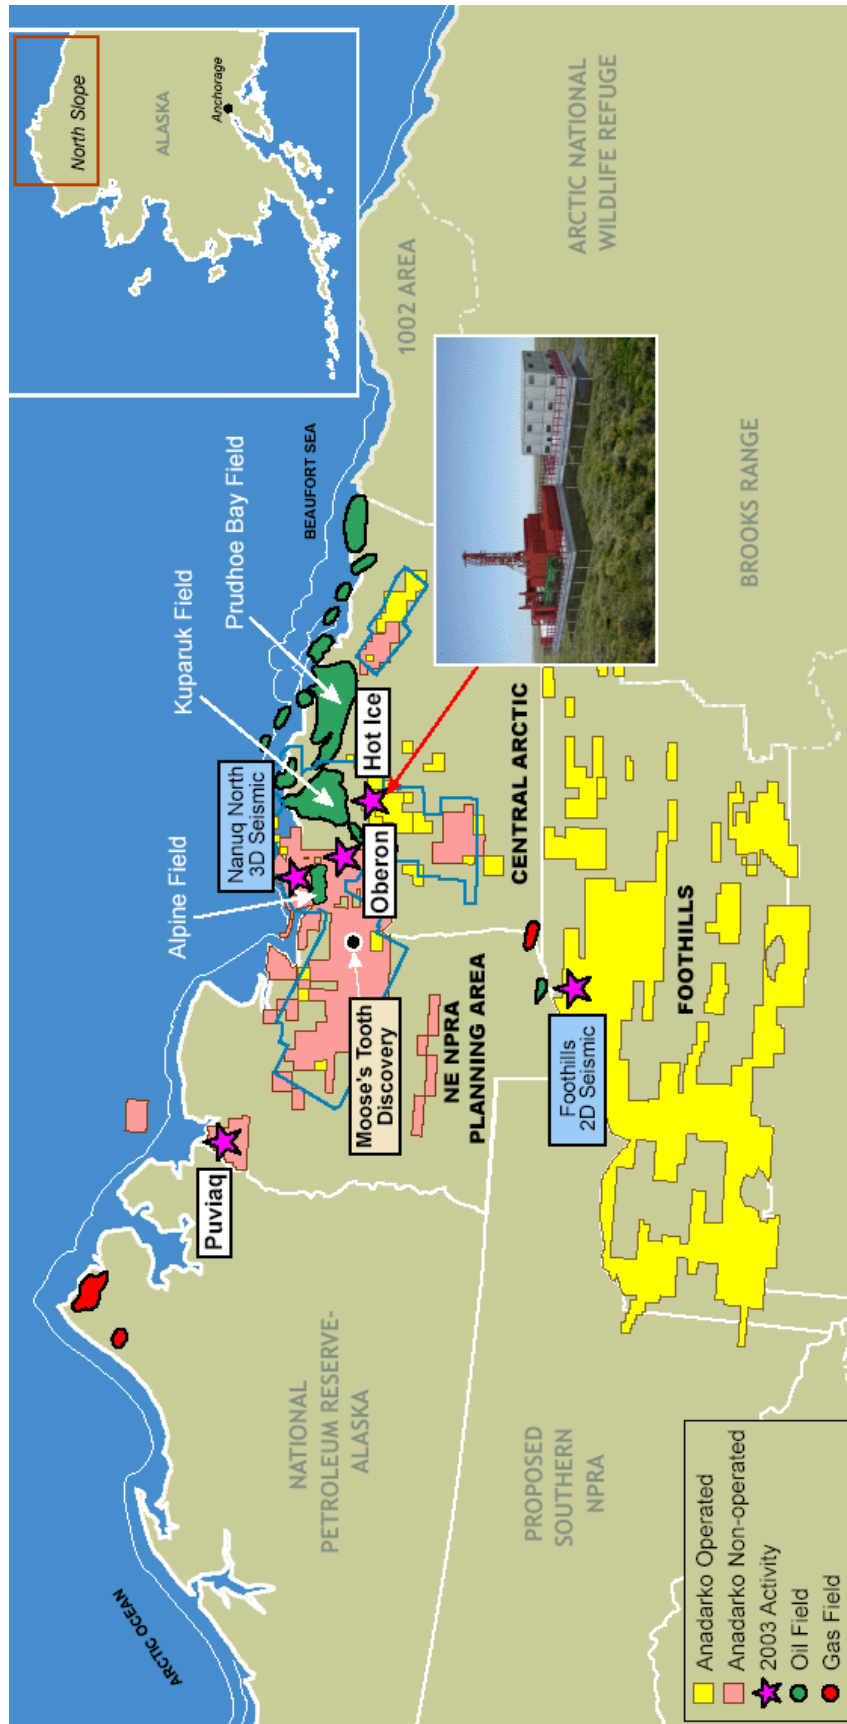 North Slope
ALASKA
Anchorage
ARCTIC OCEAN
BEAUFORT SEA
Alpine Field
Kuparuk Field
Prudhoe Bay Field
Nanuq North
3D Seismic
Puviaq
Hot Ice
Oberon
Moose's Tooth
Discovery
1002 AREA
ARCTIC NATIONAL
WILDLIFE REFUGE
NATIONAL
PETROLEUM RESERVE-
ALASKA
NE NPRA
PLANNING AREA
CENTRAL ARCTIC
PROPOSED
SOUTHERN
NPRA
Foothills
2D Seismic
FOOTHILLS
BROOKS RANGE
Anadarko Operated
Anadarko Non-operated
2003 Activity
Oil Field
Gas Field